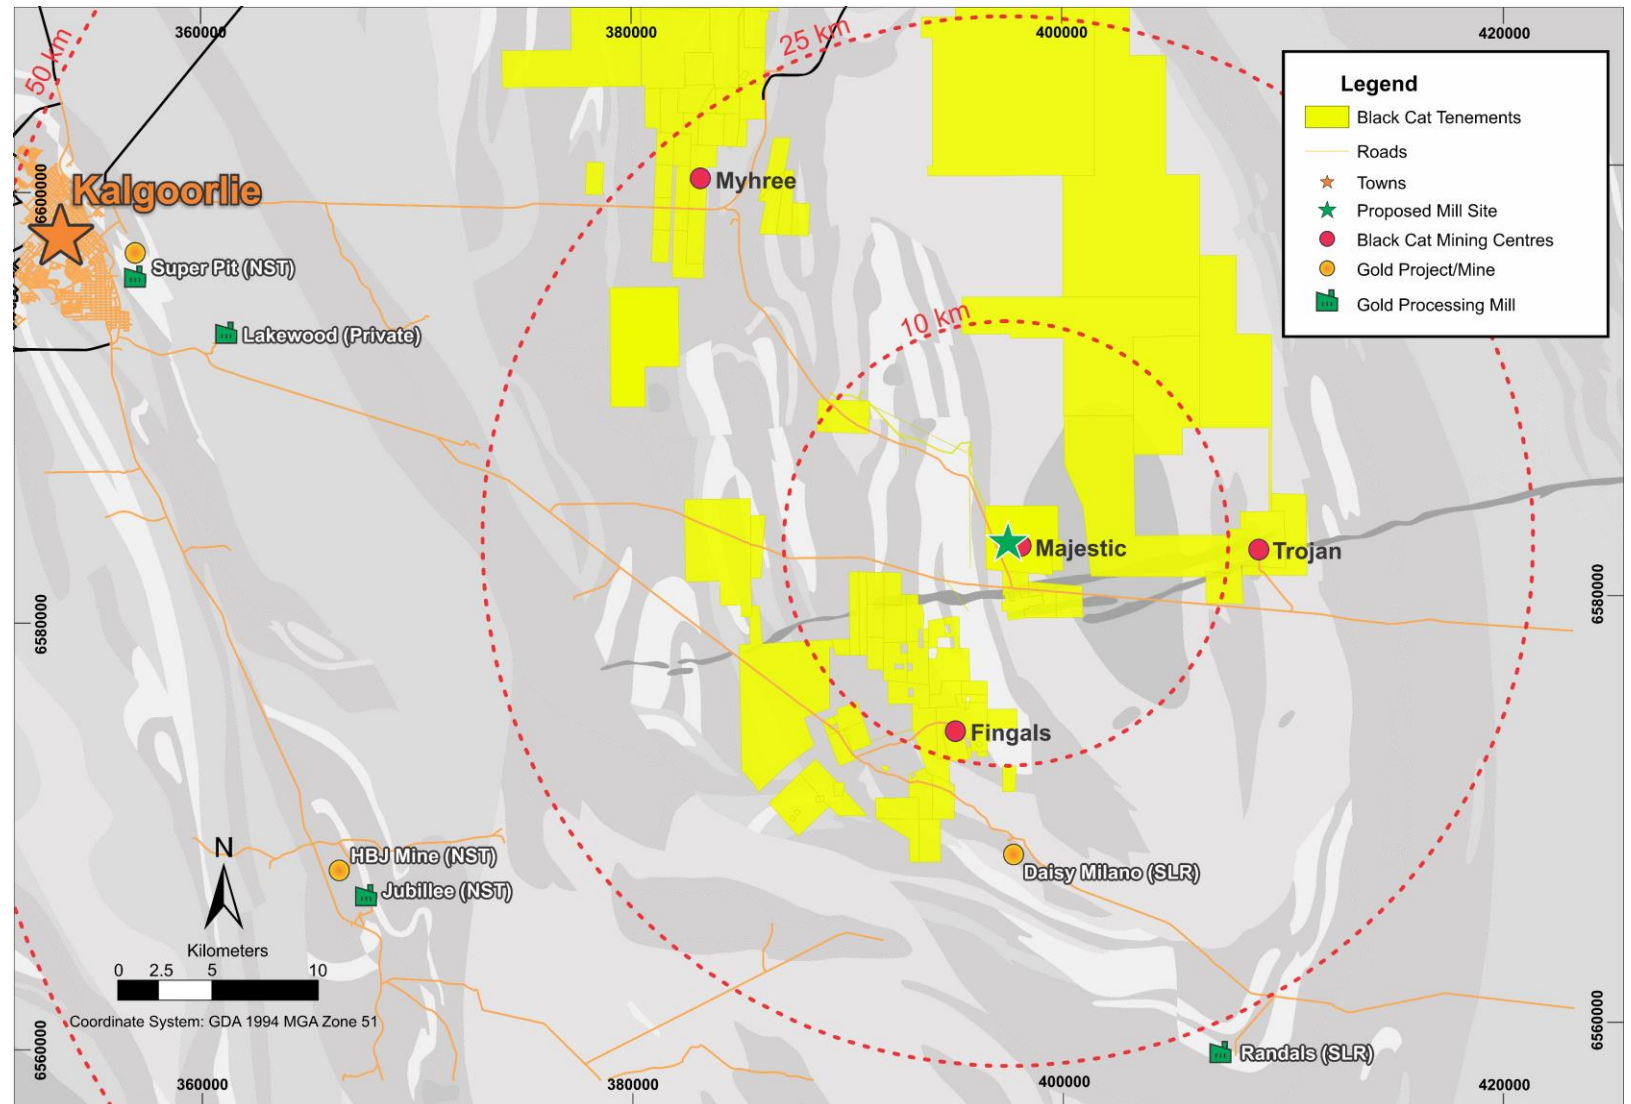 360000
380000
400000
420000
50 km
25 km
Legend
Black Cat Tenements
Roads
Towns
Proposed Mill Site
Black Cat Mining Centres
Gold Project/Mine
Gold Processing Mill
6600000
Kalgoorlie
Myhree
Super Pit (NST)
Lakewood (Private)
10 km
Majestic
Trojan
6580000
6580000
Fingals
HBJ Mine (NST)
Jubillee (NST)
Daisy Milano (SLR)
N
Kilometers
0 2.5 5 10
Coordinate System: GDA 1994 MGA Zone 51
6560000
6560000
Randals (SLR)
360000
380000
400000
420000